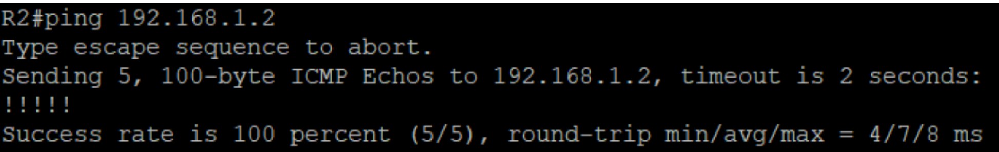 R2#ping 192.168.1.2
Type escape sequence to abort.
Sending 5, 100-byte ICMP Echos to 192.168.1.2, timeout is 2 seconds:
!!!!!
Success rate is 100 percent (5/5), round-trip min/avg/max = 4/7/8 ms